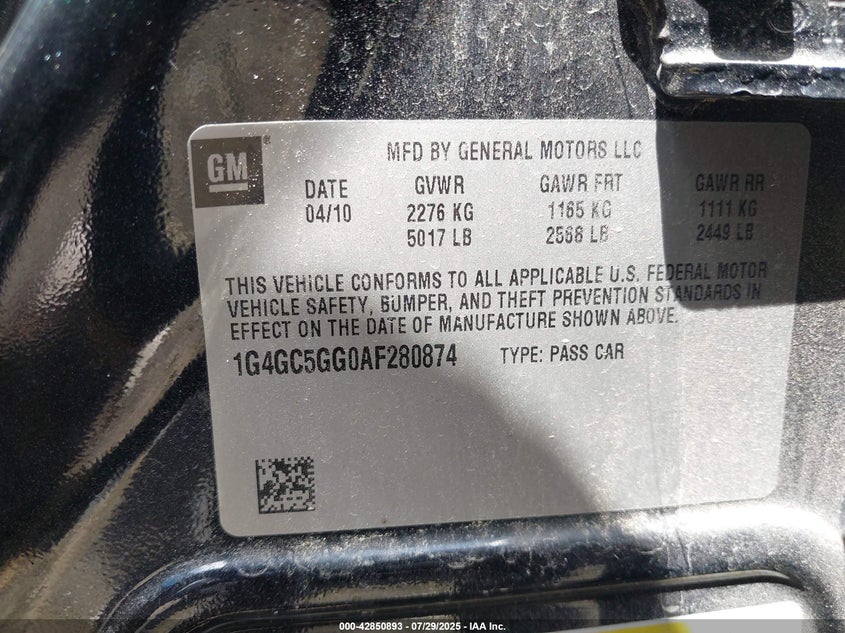 GM
MFD BY GENERAL MOTORS LLC
DATE GVWR GAWR FRT GAWR RR
04/10 2276 KG 1165 KG 1111 KG
5017 LB 2568 LB 2449 LB
THIS VEHICLE CONFORMS TO ALL APPLICABLE U.S. FEDERAL MOTOR
VEHICLE SAFETY, BUMPER, AND THEFT PREVENTION STANDARDS IN
EFFECT ON THE DATE OF MANUFACTURE SHOWN ABOVE.
1G4GC5GG0AF280874 TYPE: PASS CAR
000-42850893 - 07/29/2025 - IAA Inc.